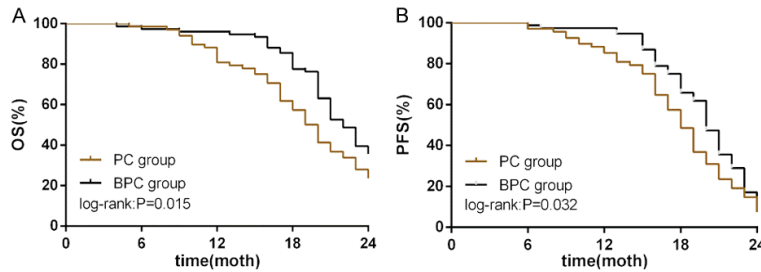 A
OS(%)
100
80
60
40
20
0
PC group
BPC group
log-rank:P=0.015
0 6 12 18 24
time(moth)
B
PFS(%)
100
80
60
40
20
0
PC group
BPC group
log-rank:P=0.032
0 6 12 18 24
time(moth)